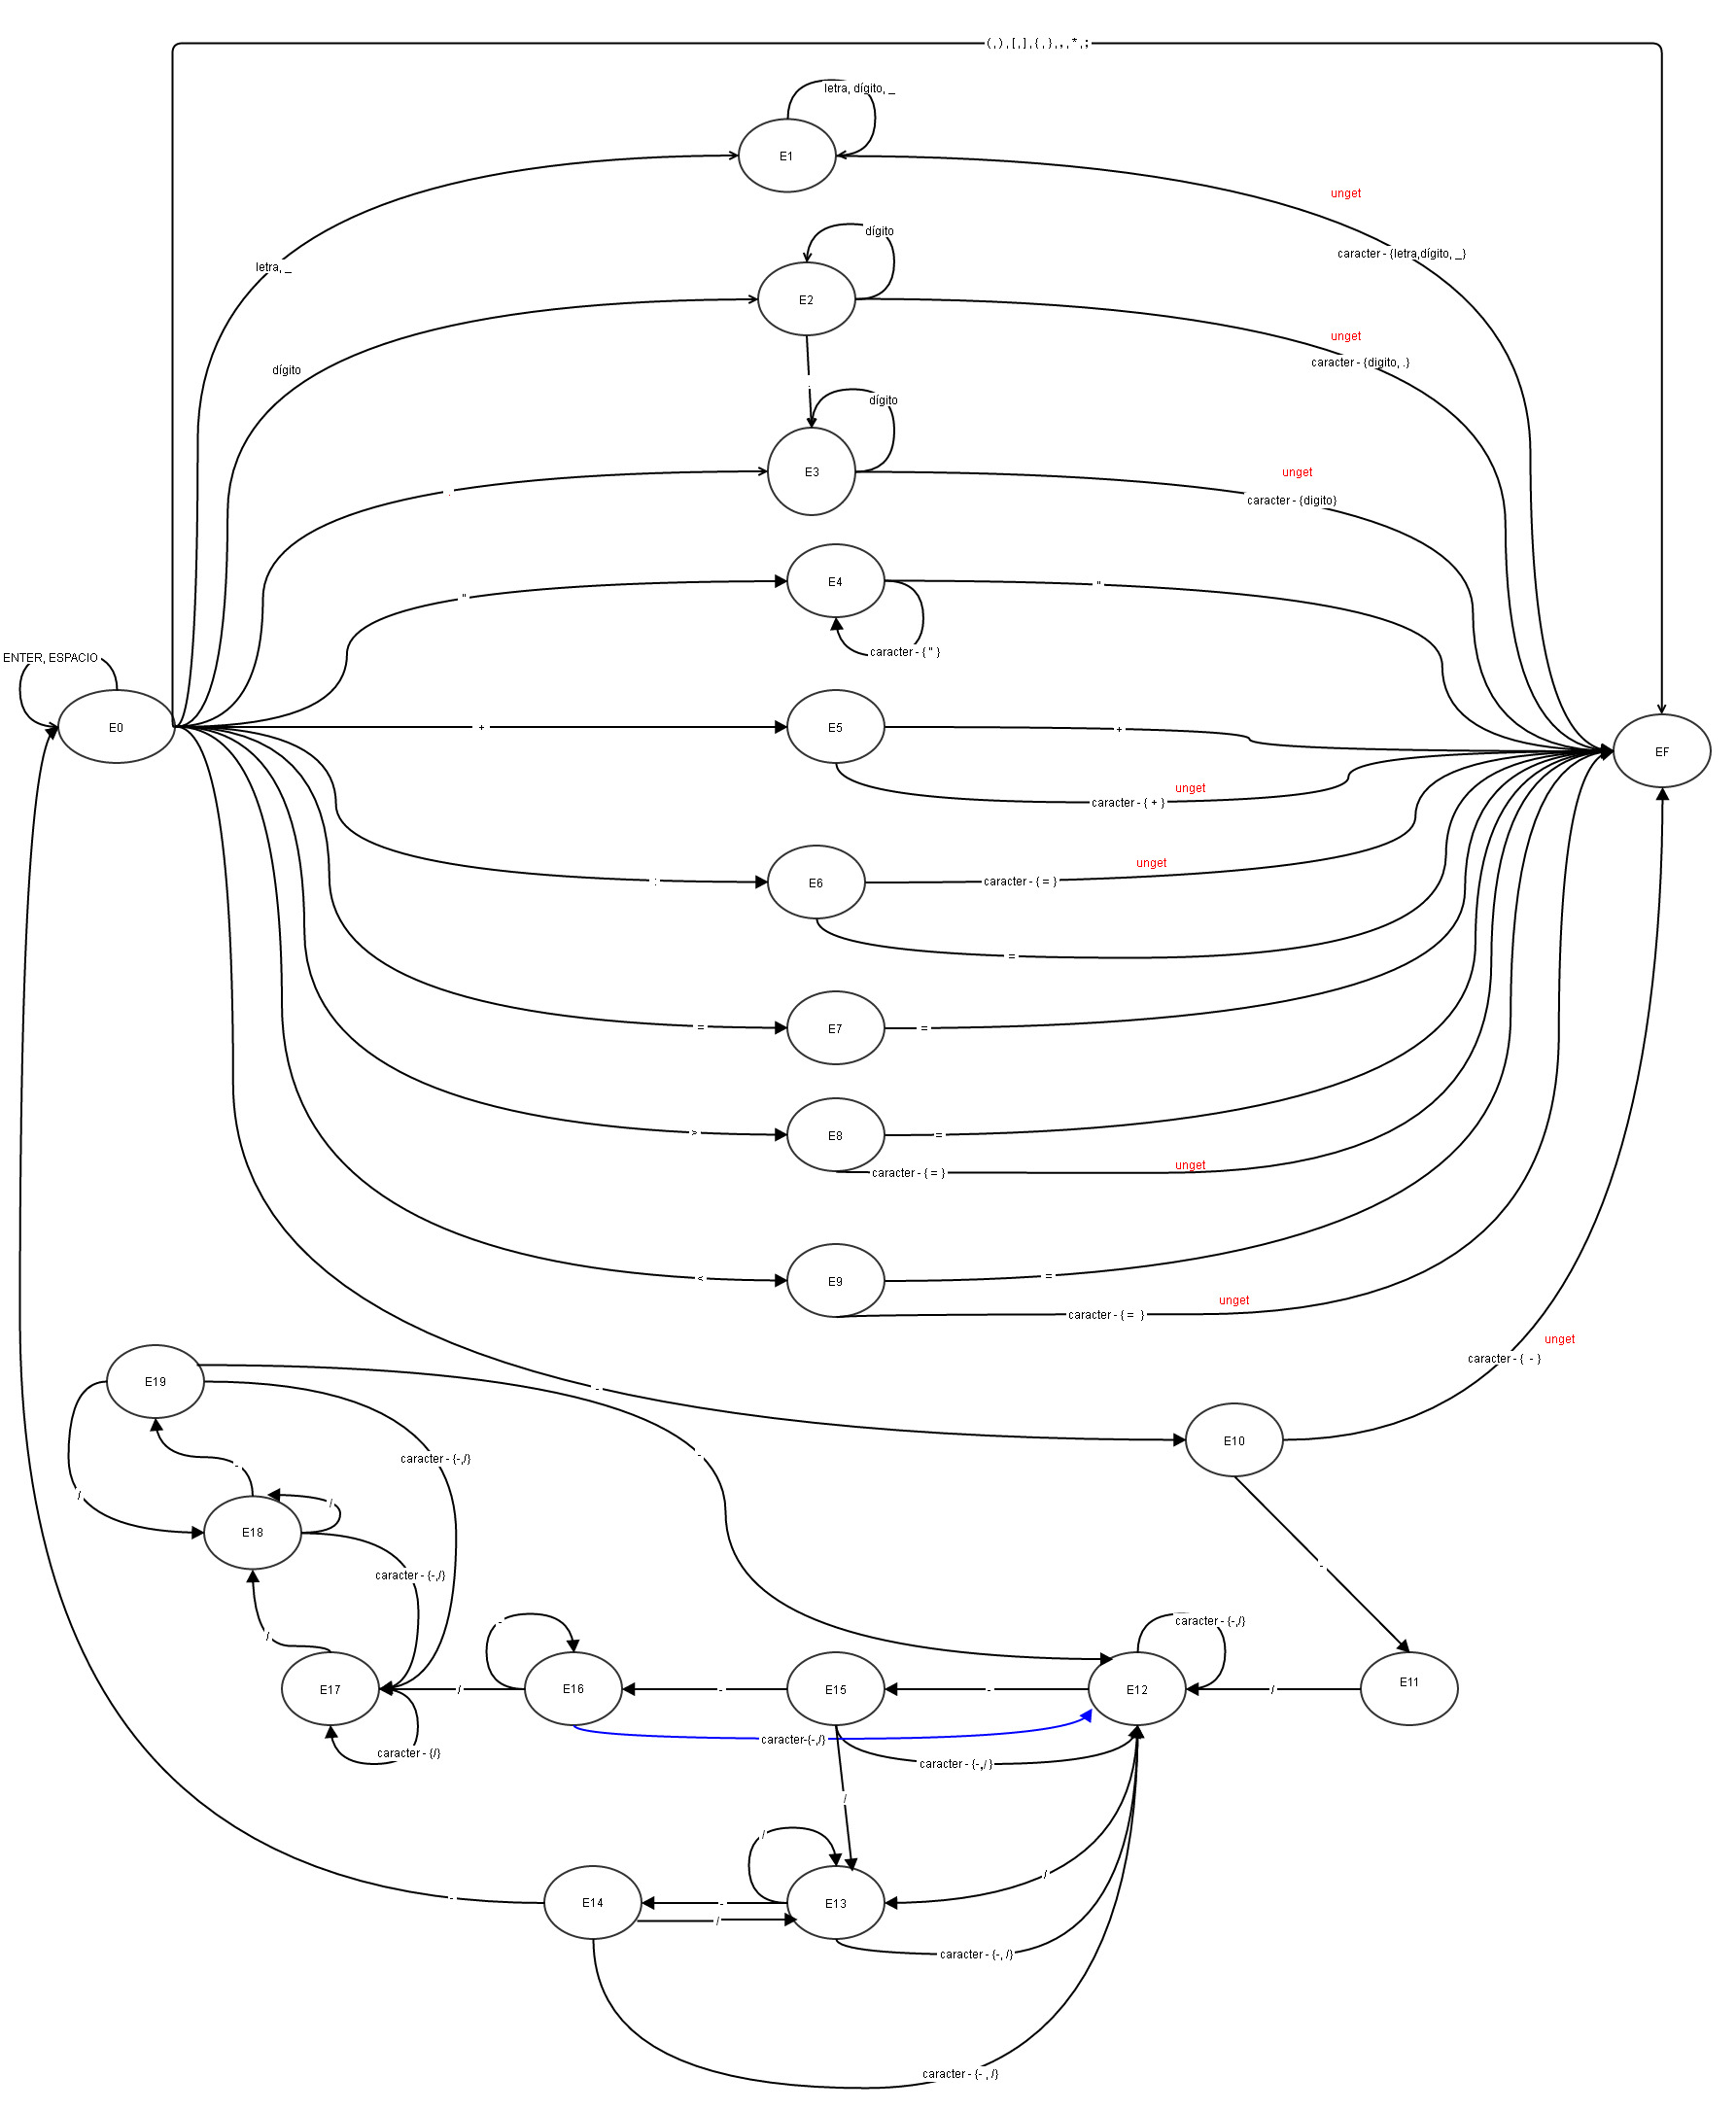 (,),[,],{,},,,*,;
letra, dígito, _
E1
unget
caracter - {letra,dígito, _}
letra, _
dígito
E2
unget
caracter - {digito, .}
dígito
.
dígito
E3
unget
caracter - {digito}
.
E4
"
"
caracter - { " }
ENTER, ESPACIO
E0
+
E5
+
EF
unget
caracter - { + }
unget
:
E6
caracter - { = }
=
=
E7
=
>
E8
=
caracter - { = }
unget
<
E9
=
unget
caracter - { = }
unget
caracter - { - }
E19
-
E10
caracter - {-,/}
-
-
/
/
E18
-
caracter - {-,/}
/
-
caracter - {-,/}
E17
/
E16
-
E15
-
E12
/
E11
caracter-{-,/}
caracter - {/}
caracter - {-,/}
/
/
/
-
E14
-
E13
/
caracter - {-, /}
caracter - {- , /}